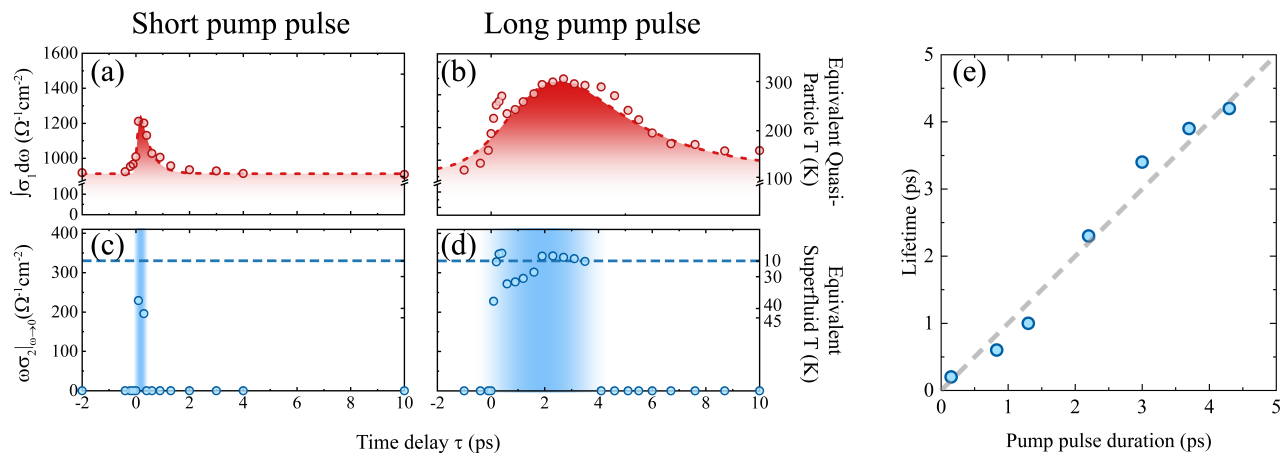 Short pump pulse
Long pump pulse
(a)
(b)
(c)
(d)
(e)
1600
1400
1200
1000
100
0
∫σ₁dω (Ω⁻¹cm⁻²)
300
200
100
Equivalent Quasi-
Particle T (K)
400
300
200
100
0
ωσ₂|ω→0(Ω⁻¹cm⁻²)
10
30
40
45
Equivalent
Superfluid T (K)
-2 0 2 4 6 8 10
-2 0 2 4 6 8 10
Time delay τ (ps)
5
4
3
2
1
0
Lifetime (ps)
0 1 2 3 4 5
Pump pulse duration (ps)